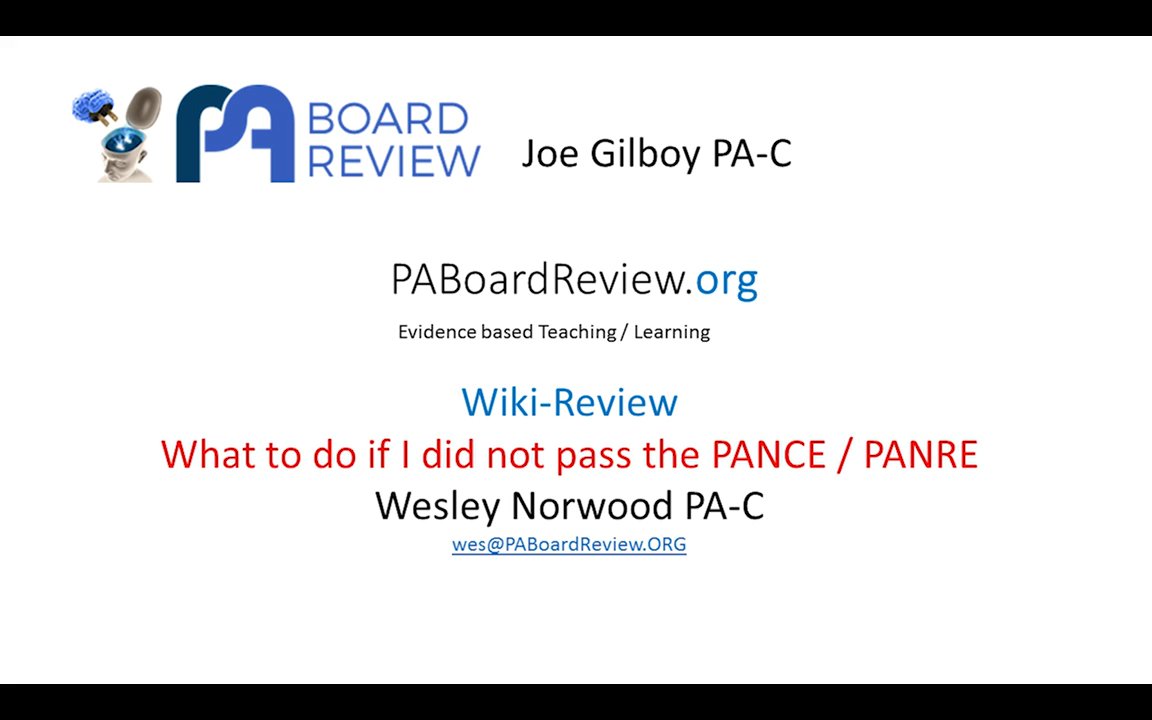 PA BOARD REVIEW
Joe Gilboy PA-C
PABoardReview.org
Evidence based Teaching / Learning
Wiki-Review
What to do if I did not pass the PANCE / PANRE
Wesley Norwood PA-C
wes@PABoardReview.ORG